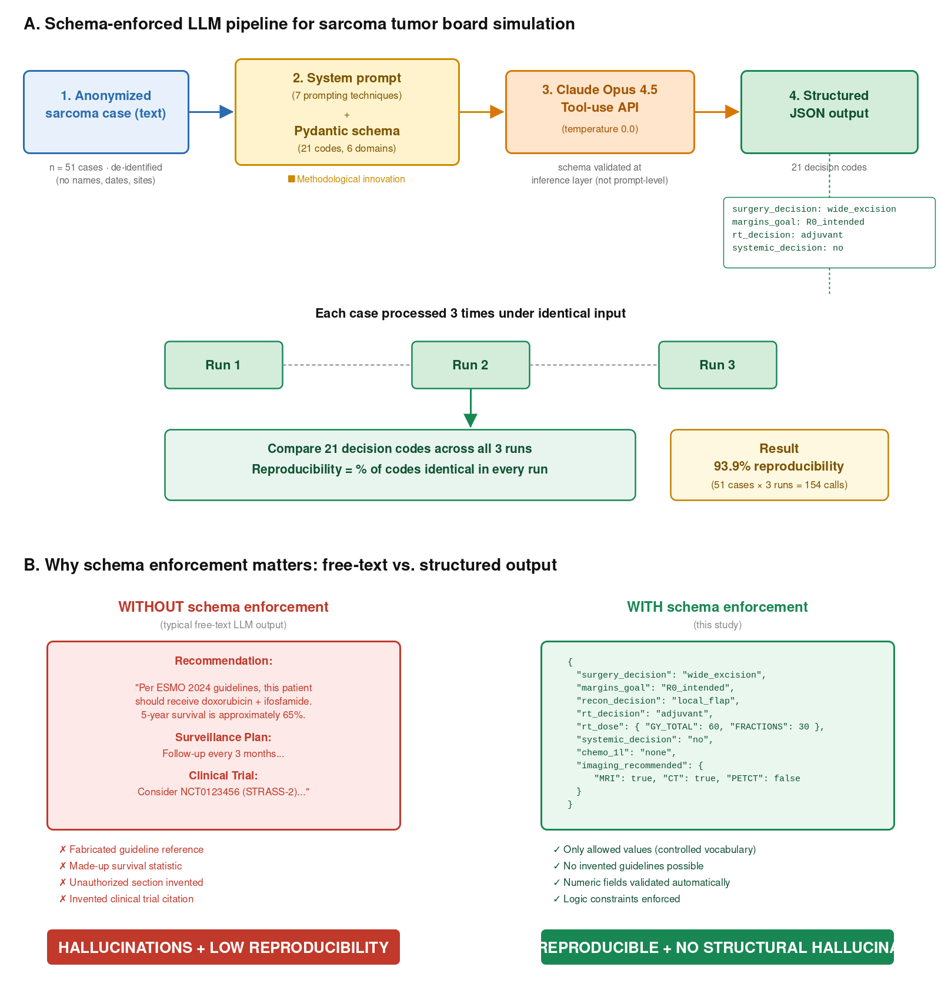 A. Schema-enforced LLM pipeline for sarcoma tumor board simulation
1. Anonymized
sarcoma case (text)
n = 51 cases · de-identified
(no names, dates, sites)
2. System prompt
(7 prompting techniques)
+
Pydantic schema
(21 codes, 6 domains)
Methodological innovation
3. Claude Opus 4.5
Tool-use API
(temperature 0.0)
schema validated at
inference layer (not prompt-level)
4. Structured
JSON output
21 decision codes
surgery_decision: wide_excision
margins_goal: R0_intended
rt_decision: adjuvant
systemic_decision: no
Each case processed 3 times under identical input
Run 1
Run 2
Run 3
Compare 21 decision codes across all 3 runs
Reproducibility = % of codes identical in every run
Result
93.9% reproducibility
(51 cases × 3 runs = 154 calls)
B. Why schema enforcement matters: free-text vs. structured output
WITHOUT schema enforcement
(typical free-text LLM output)
Recommendation:
"Per ESMO 2024 guidelines, this patient
should receive doxorubicin + ifosfamide.
5-year survival is approximately 65%.
Surveillance Plan:
Follow-up every 3 months...
Clinical Trial:
Consider NCT0123456 (STRASS-2)..."
✗ Fabricated guideline reference
✗ Made-up survival statistic
✗ Unauthorized section invented
✗ Invented clinical trial citation
HALLUCINATIONS + LOW REPRODUCIBILITY
WITH schema enforcement
(this study)
{
"surgery_decision": "wide_excision",
"margins_goal": "R0_intended",
"recon_decision": "local_flap",
"rt_decision": "adjuvant",
"rt_dose": { "GY_TOTAL": 60, "FRACTIONS": 30 },
"systemic_decision": "no",
"chemo_1l": "none",
"imaging_recommended": {
"MRI": true, "CT": true, "PETCT": false
}
}
✓ Only allowed values (controlled vocabulary)
✓ No invented guidelines possible
✓ Numeric fields validated automatically
✓ Logic constraints enforced
REPRODUCIBLE + NO STRUCTURAL HALLUCINA